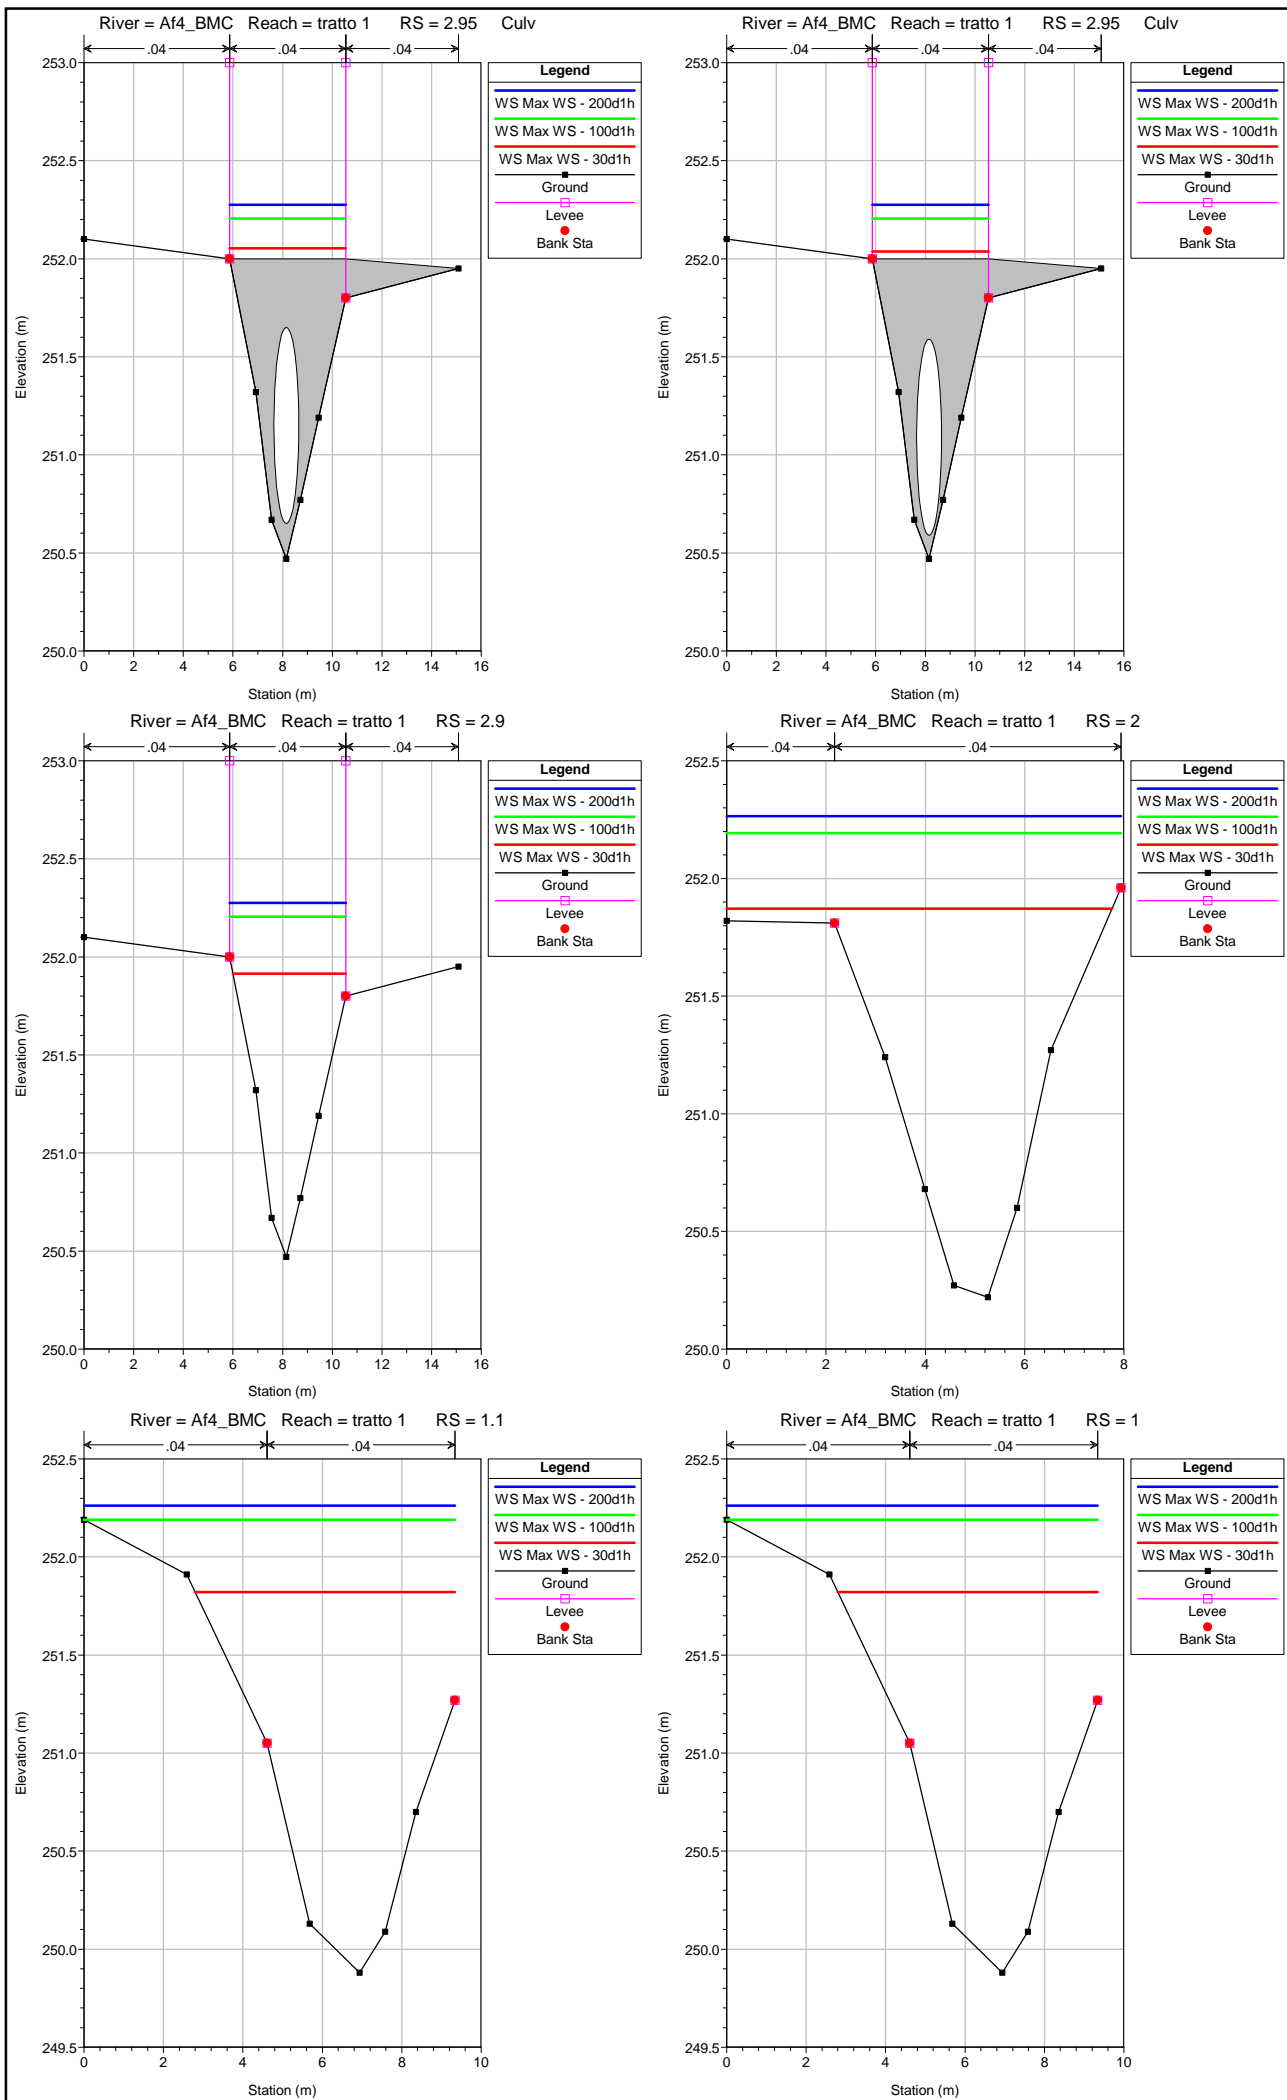 River = Af4_BMC Reach = tratto 1 RS = 2.95 Culv
.04 .04 .04
253.0
252.5
252.0
251.5
251.0
250.5
250.0
Elevation (m)
0 2 4 6 8 10 12 14 16
Station (m)
Legend
WS Max WS - 200d1h
WS Max WS - 100d1h
WS Max WS - 30d1h
Ground
Levee
Bank Sta
River = Af4_BMC Reach = tratto 1 RS = 2.95 Culv
.04 .04 .04
253.0
252.5
252.0
251.5
251.0
250.5
250.0
Elevation (m)
0 2 4 6 8 10 12 14 16
Station (m)
Legend
WS Max WS - 200d1h
WS Max WS - 100d1h
WS Max WS - 30d1h
Ground
Levee
Bank Sta
River = Af4_BMC Reach = tratto 1 RS = 2.9
.04 .04 .04
253.0
252.5
252.0
251.5
251.0
250.5
250.0
Elevation (m)
0 2 4 6 8 10 12 14 16
Station (m)
Legend
WS Max WS - 200d1h
WS Max WS - 100d1h
WS Max WS - 30d1h
Ground
Levee
Bank Sta
River = Af4_BMC Reach = tratto 1 RS = 2
.04 .04
252.5
252.0
251.5
251.0
250.5
250.0
Elevation (m)
0 2 4 6 8
Station (m)
Legend
WS Max WS - 200d1h
WS Max WS - 100d1h
WS Max WS - 30d1h
Ground
Levee
Bank Sta
River = Af4_BMC Reach = tratto 1 RS = 1.1
.04 .04
252.5
252.0
251.5
251.0
250.5
250.0
249.5
Elevation (m)
0 2 4 6 8 10
Station (m)
Legend
WS Max WS - 200d1h
WS Max WS - 100d1h
WS Max WS - 30d1h
Ground
Levee
Bank Sta
River = Af4_BMC Reach = tratto 1 RS = 1
.04 .04
252.5
252.0
251.5
251.0
250.5
250.0
249.5
Elevation (m)
0 2 4 6 8 10
Station (m)
Legend
WS Max WS - 200d1h
WS Max WS - 100d1h
WS Max WS - 30d1h
Ground
Levee
Bank Sta